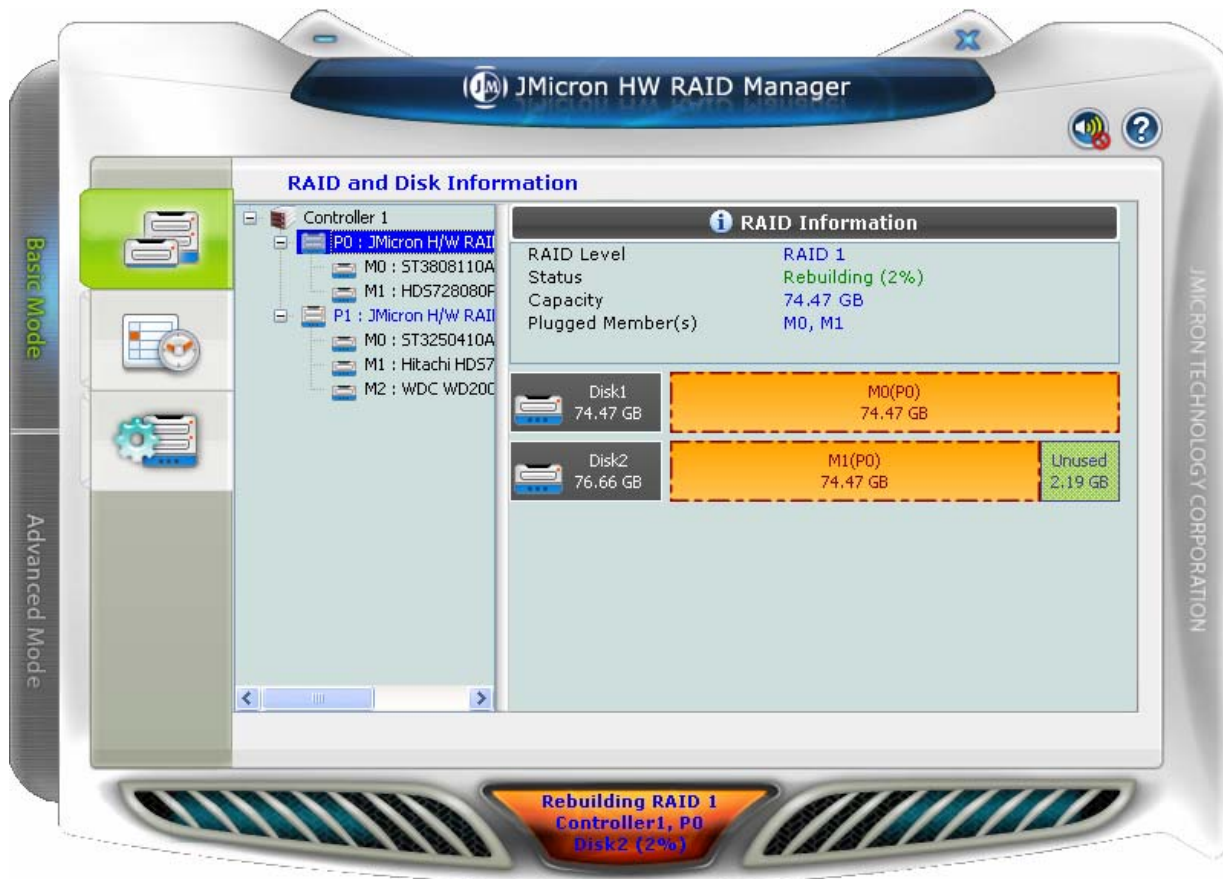 JM JMicron HW RAID Manager
RAID and Disk Information
Basic Mode
Advanced Mode
Controller 1
P0 : JMicron H/W RAI
M0 : ST3808110A
M1 : HDS728080P
P1 : JMicron H/W RAI
M0 : ST3250410A
M1 : Hitachi HDS7
M2 : WDC WD200
i RAID Information
RAID Level RAID 1
Status Rebuilding (2%)
Capacity 74.47 GB
Plugged Member(s) M0, M1
Disk1
74.47 GB
M0(P0)
74.47 GB
Disk2
76.66 GB
M1(P0)
74.47 GB
Unused
2.19 GB
JMICRON TECHNOLOGY CORPORATION
Rebuilding RAID 1
Controller1, P0
Disk2 (2%)